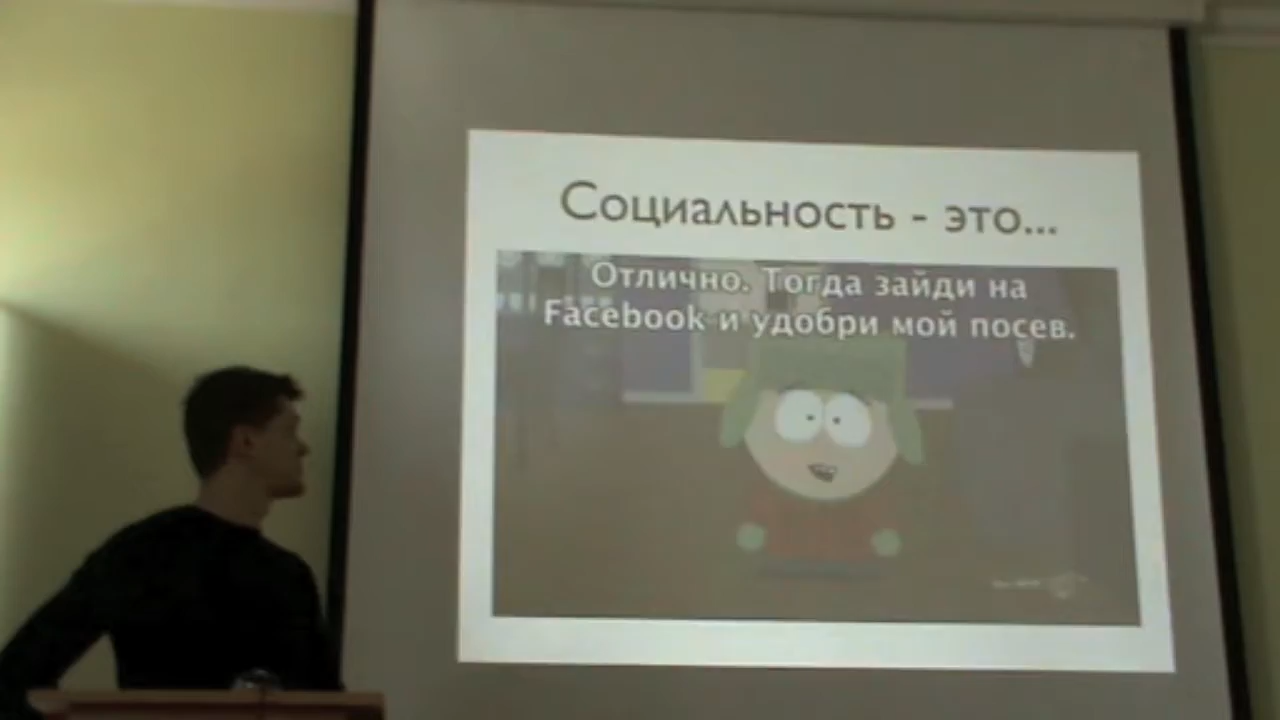 Социальность - это...
Отлично. Тогда зайди на
Facebook и удобри мой посев.